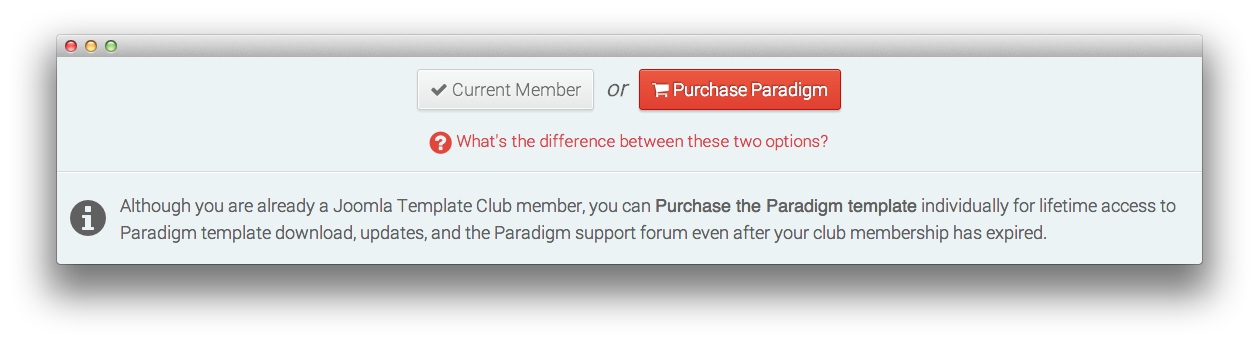 Current Member or Purchase Paradigm
What's the difference between these two options?
Although you are already a Joomla Template Club member, you can Purchase the Paradigm template individually for lifetime access to
Paradigm template download, updates, and the Paradigm support forum even after your club membership has expired.